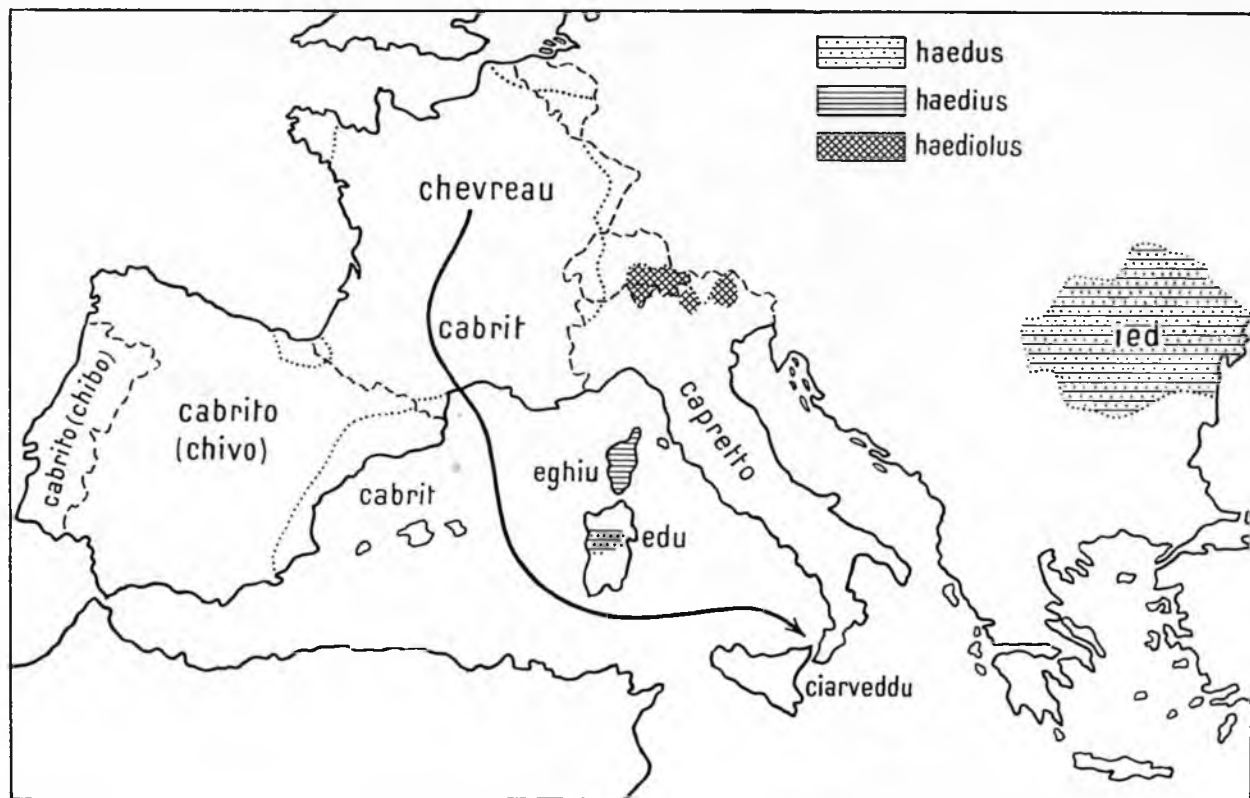 haedus
haedius
haediolus
chevreau
cabrit
ied
cabrito (chibo)
cabrito
(chivo)
capretto
cabrit
eghiu
edu
ciarveddu